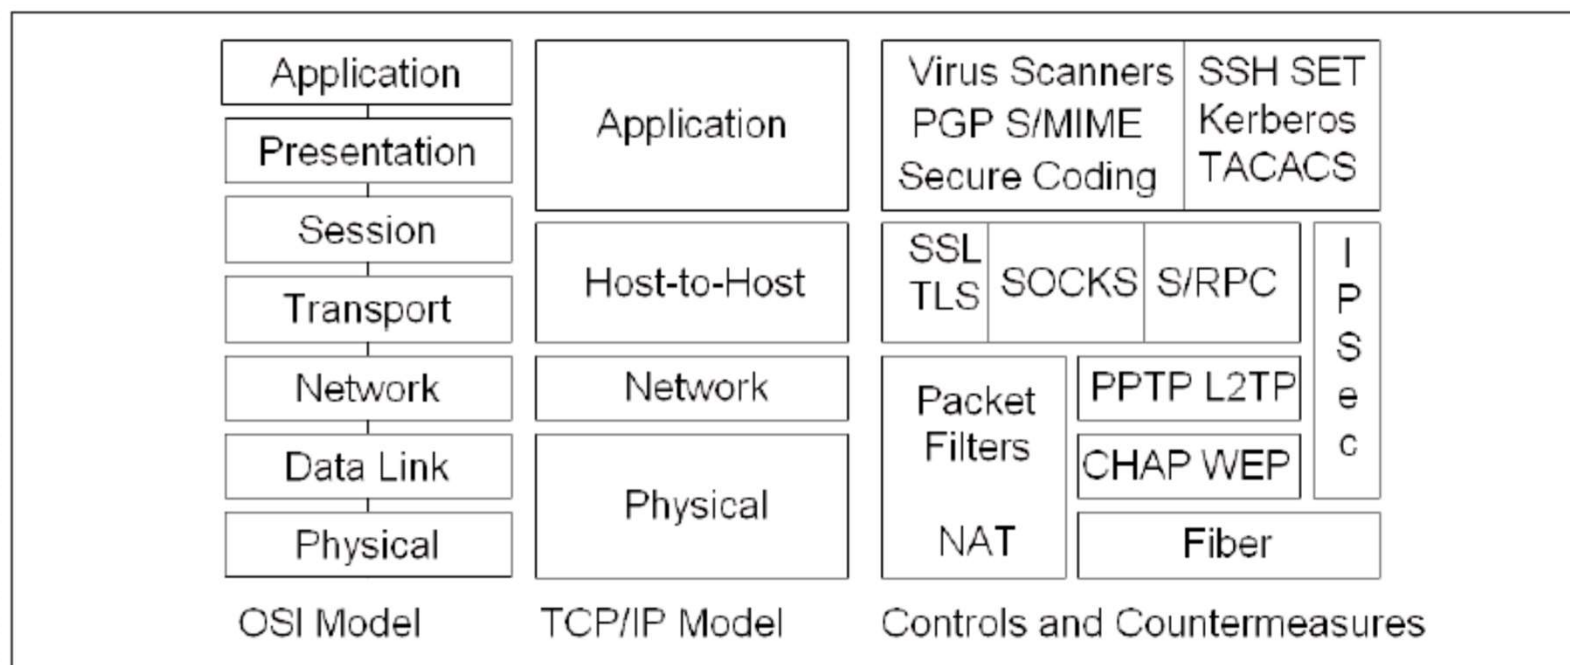 Application
Presentation
Session
Transport
Network
Data Link
Physical
OSI Model
Application
Host-to-Host
Network
Physical
TCP/IP Model
Virus Scanners
PGP S/MIME
Secure Coding
SSH SET
Kerberos
TACACS
SSL
TLS
SOCKS
S/RPC
I
P
S
e
c
Packet
Filters
NAT
PPTP L2TP
CHAP WEP
Fiber
Controls and Countermeasures